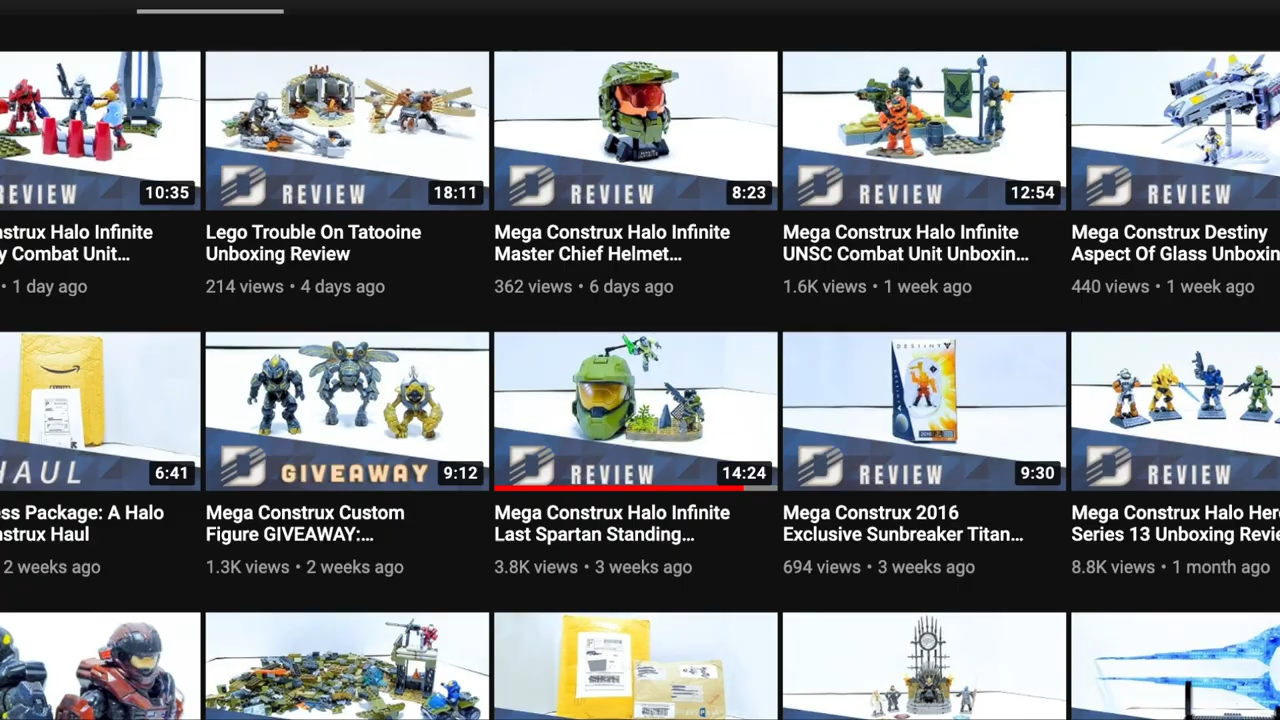 REVIEW
10:35
REVIEW
18:11
REVIEW
8:23
REVIEW
12:54
REVIEW
nstrux Halo Infinite
y Combat Unit...
• 1 day ago
Lego Trouble On Tatooine
Unboxing Review
214 views • 4 days ago
Mega Construx Halo Infinite
Master Chief Helmet...
362 views • 6 days ago
Mega Construx Halo Infinite
UNSC Combat Unit Unboxin...
1.6K views • 1 week ago
Mega Construx Destiny
Aspect Of Glass Unboxin
440 views • 1 week ago
HAUL
6:41
GIVEAWAY
9:12
REVIEW
14:24
DESTINY
REVIEW
9:30
REVIEW
ess Package: A Halo
nstrux Haul
2 weeks ago
Mega Construx Custom
Figure GIVEAWAY:...
1.3K views • 2 weeks ago
Mega Construx Halo Infinite
Last Spartan Standing...
3.8K views • 3 weeks ago
Mega Construx 2016
Exclusive Sunbreaker Titan...
694 views • 3 weeks ago
Mega Construx Halo Her
Series 13 Unboxing Revie
8.8K views • 1 month ago